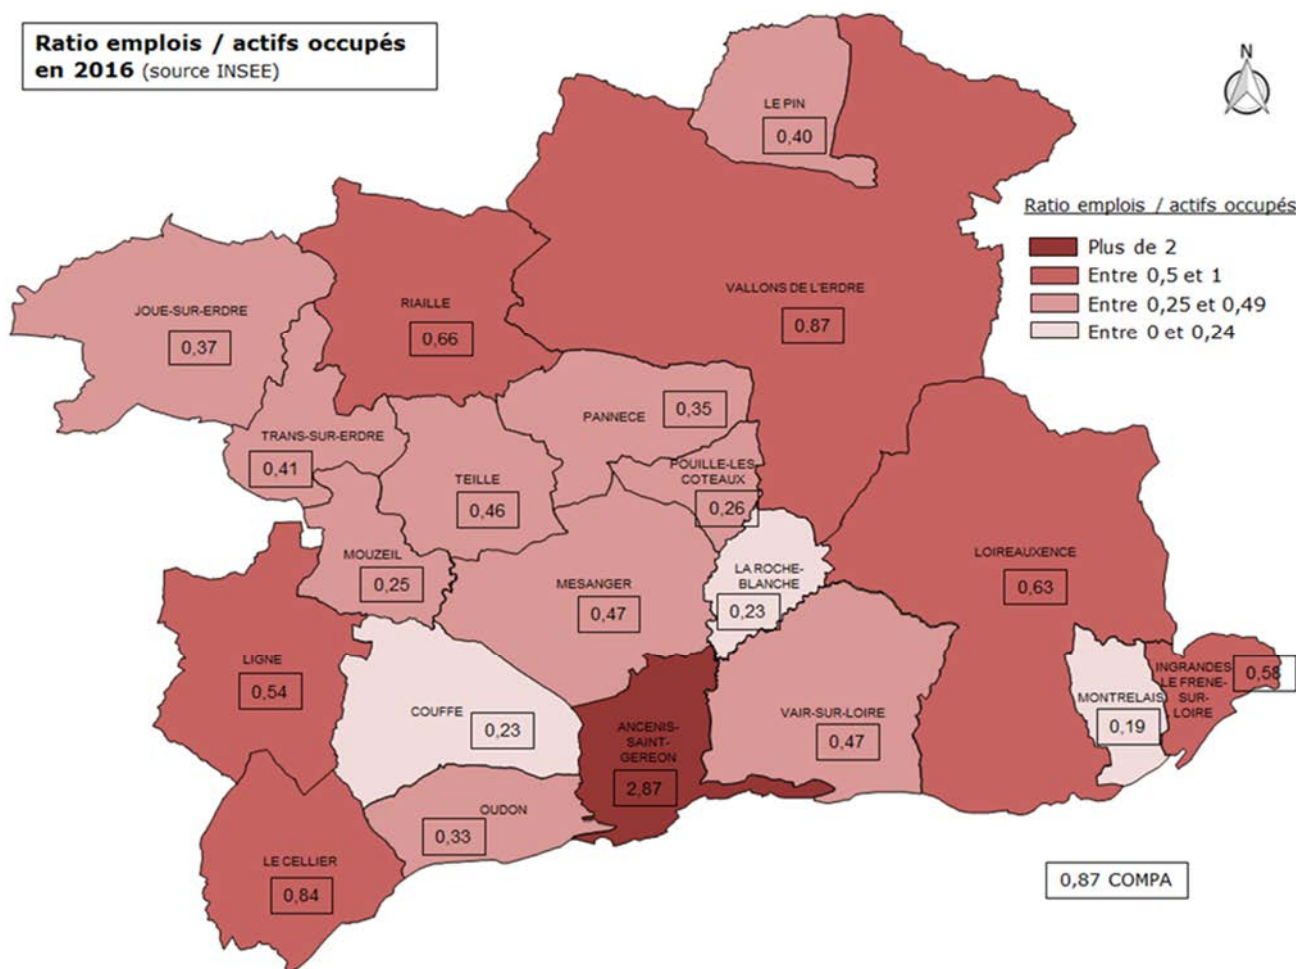 Ratio emplois / actifs occupés
en 2016 (source INSEE)
N
LE PIN
0,40
Ratio emplois / actifs occupés
Plus de 2
Entre 0,5 et 1
Entre 0,25 et 0,49
Entre 0 et 0,24
VALLONS DE L'ERDRE
0,87
RIAILLE
0,66
JOUE-SUR-ERDRE
0,37
PANNECE
0,35
TRANS-SUR-ERDRE
0,41
TEILLE
0,46
POUILLE-LES-
COTEAUX
0,26
MOUZEIL
0,25
MESANGER
0,47
LA ROCHE-
BLANCHE
0,23
LOIREAUXENCE
0,63
LIGNE
0,54
COUFFE
0,23
ANCENIS-
SAINT-
GEREON
2,87
VAIR-SUR-LOIRE
0,47
MONTRELAIS
0,19
INGRANDES-
LE FRENE-
SUR-
LOIRE
0,58
OUDON
0,33
LE CELLIER
0,84
0,87 COMPA